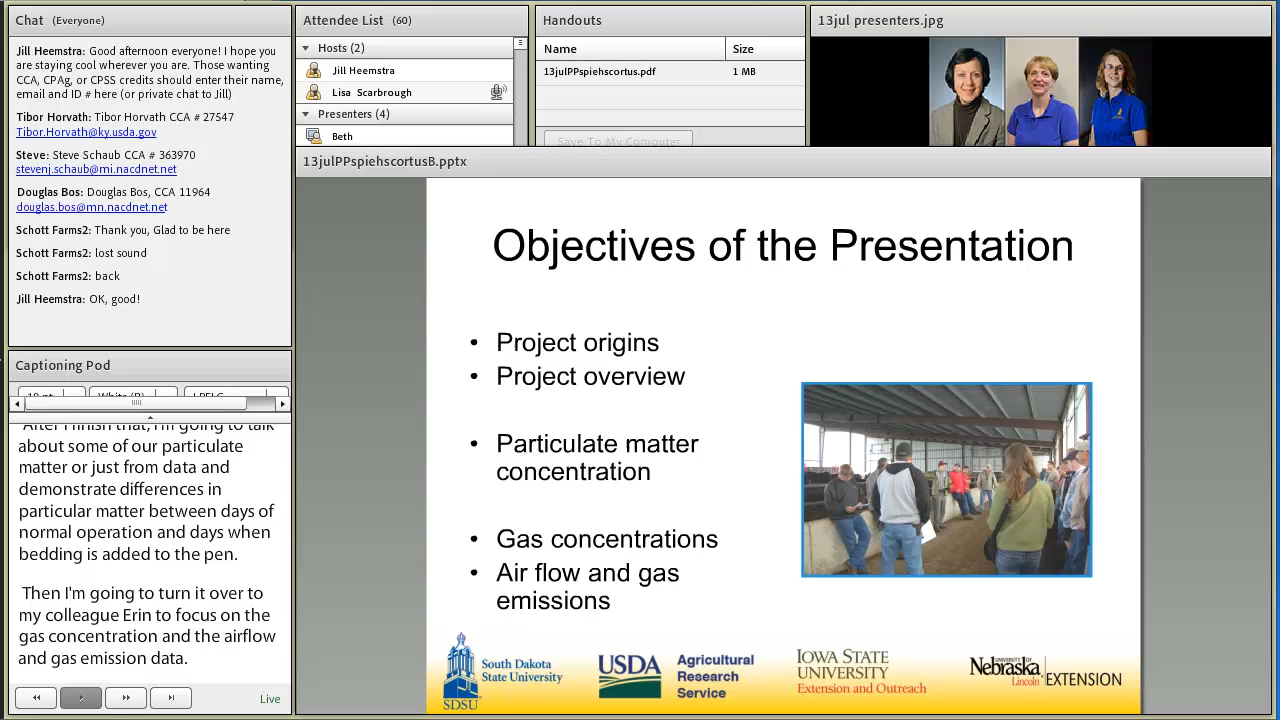 Chat (Everyone)
Jill Heemstra: Good afternoon everyone! I hope you
are staying cool wherever you are. Those wanting
CCA, CPAg, or CPSS credits should enter their name,
email and ID # here (or private chat to Jill)
Tibor Horvath: Tibor Horvath CCA # 27547
Tibor.Horvath@ky.usda.gov
Steve: Steve Schaub CCA # 363970
stevenj.schaub@mi.nacdnet.net
Douglas Bos: Douglas Bos, CCA 11964
douglas.bos@mn.nacdnet.net
Schott Farms2: Thank you, Glad to be here
Schott Farms2: lost sound
Schott Farms2: back
Jill Heemstra: OK, good!
Captioning Pod
After I finish that, I'm going to talk
about some of our particulate
matter or just from data and
demonstrate differences in
particular matter between days of
normal operation and days when
bedding is added to the pen.
Then I'm going to turn it over to
my colleague Erin to focus on the
gas concentration and the airflow
and gas emission data.
Live
Attendee List (60)
Hosts (2)
Jill Heemstra
Lisa Scarbrough
Presenters (4)
Beth
Handouts
Name Size
13julPPspiehscortus.pdf 1 MB
Save To My Computer
13jul presenters.jpg
13julPPspiehscortusB.pptx
Objectives of the Presentation
• Project origins
• Project overview
• Particulate matter
concentration
• Gas concentrations
• Air flow and gas
emissions
SDSU
South Dakota
State University
USDA
Agricultural
Research
Service
IOWA STATE
UNIVERSITY
Extension and Outreach
UNIVERSITY OF
Nebraska
Lincoln
EXTENSION